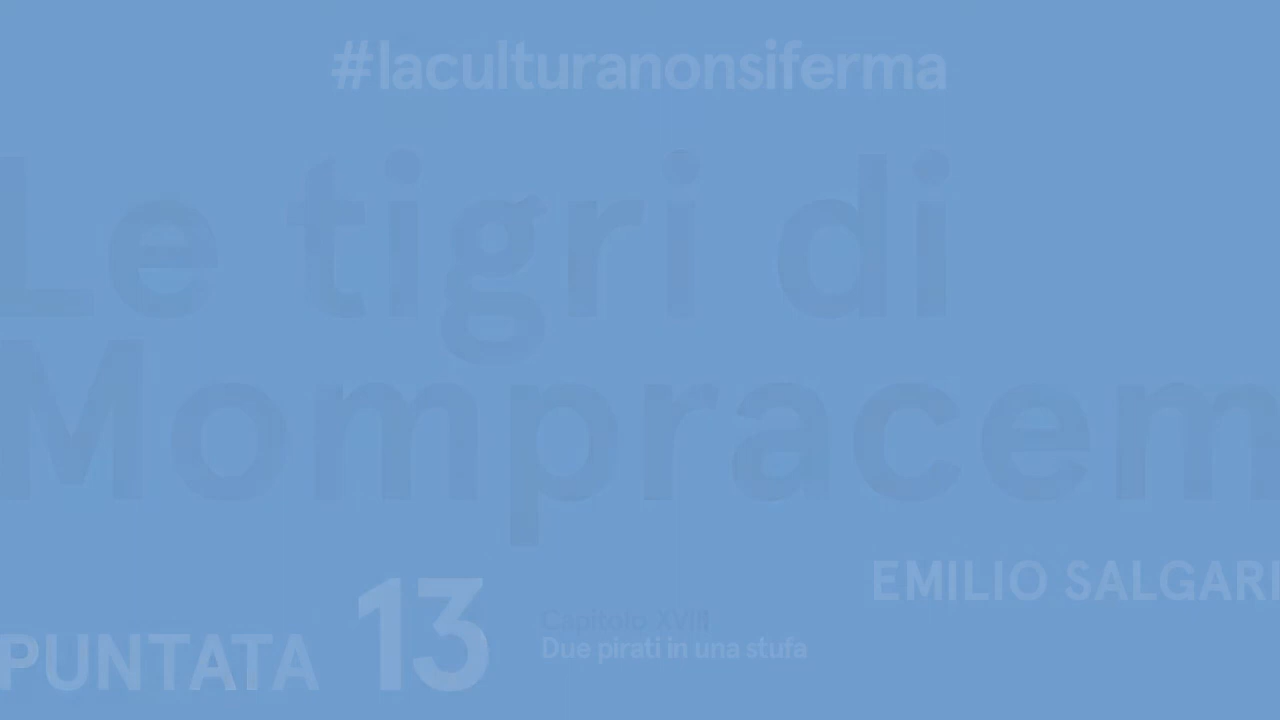 #laculturanonsiferma
Le tigri di
Mompracem
EMILIO SALGARI
PUNTATA 13
Capitolo XVIII
Due pirati in una stufa